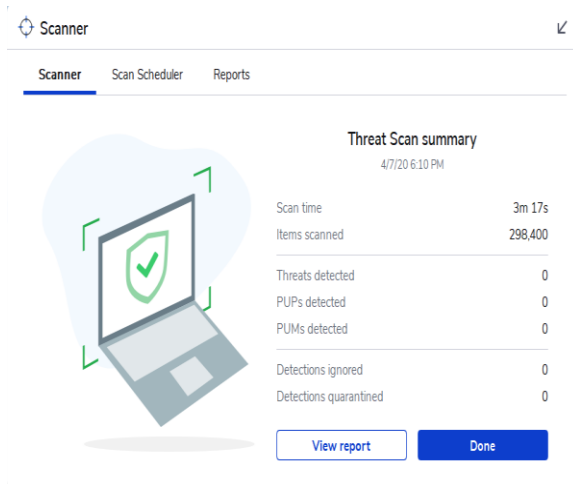 Scanner
Scanner Scan Scheduler Reports
Threat Scan summary
4/7/20 6:10 PM
Scan time 3m 17s
Items scanned 298,400
Threats detected 0
PUPs detected 0
PUMs detected 0
Detections ignored 0
Detections quarantined 0
View report Done